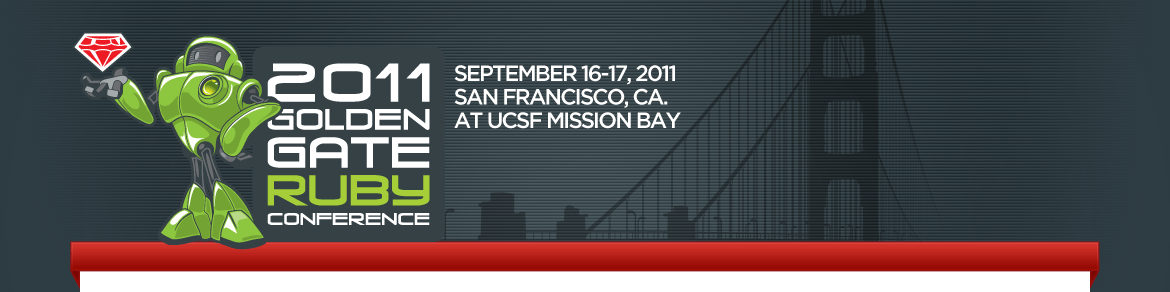 2011
GOLDEN
GATE
RUBY
CONFERENCE
SEPTEMBER 16-17, 2011
SAN FRANCISCO, CA.
AT UCSF MISSION BAY